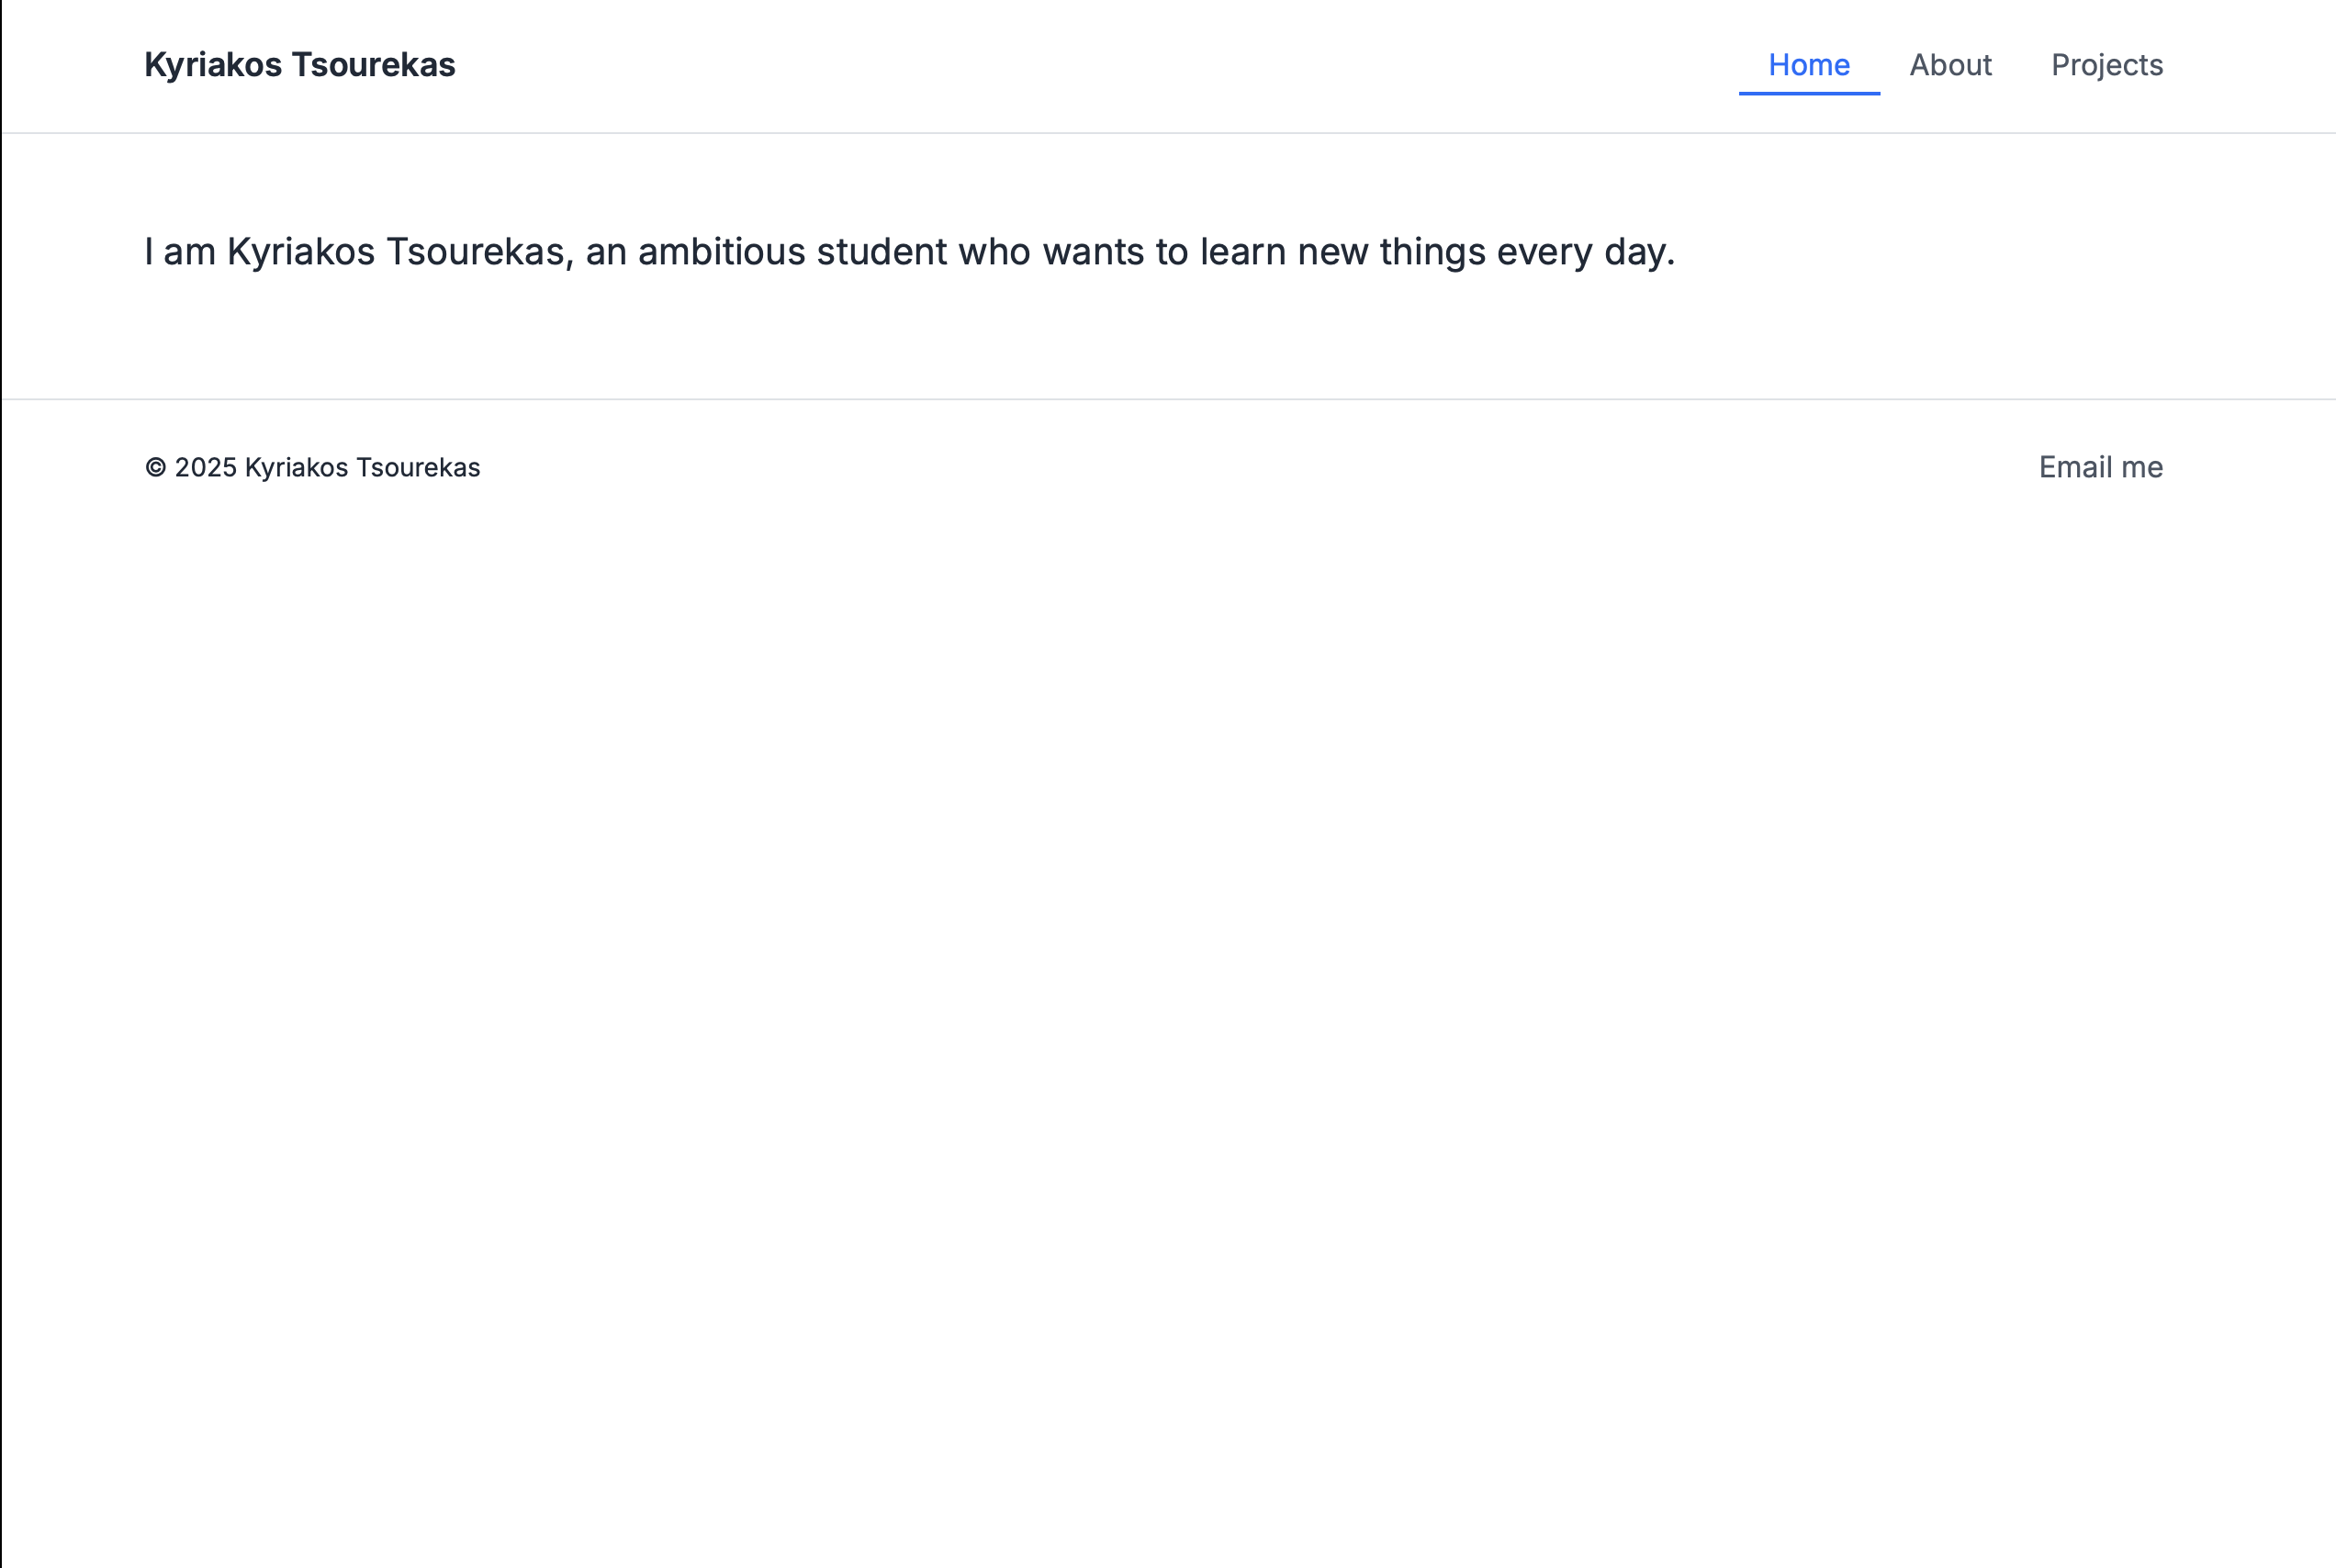 Kyriakos Tsourekas
Home About Projects
I am Kyriakos Tsourekas, an ambitious student who wants to learn new things every day.
© 2025 Kyriakos Tsourekas
Email me